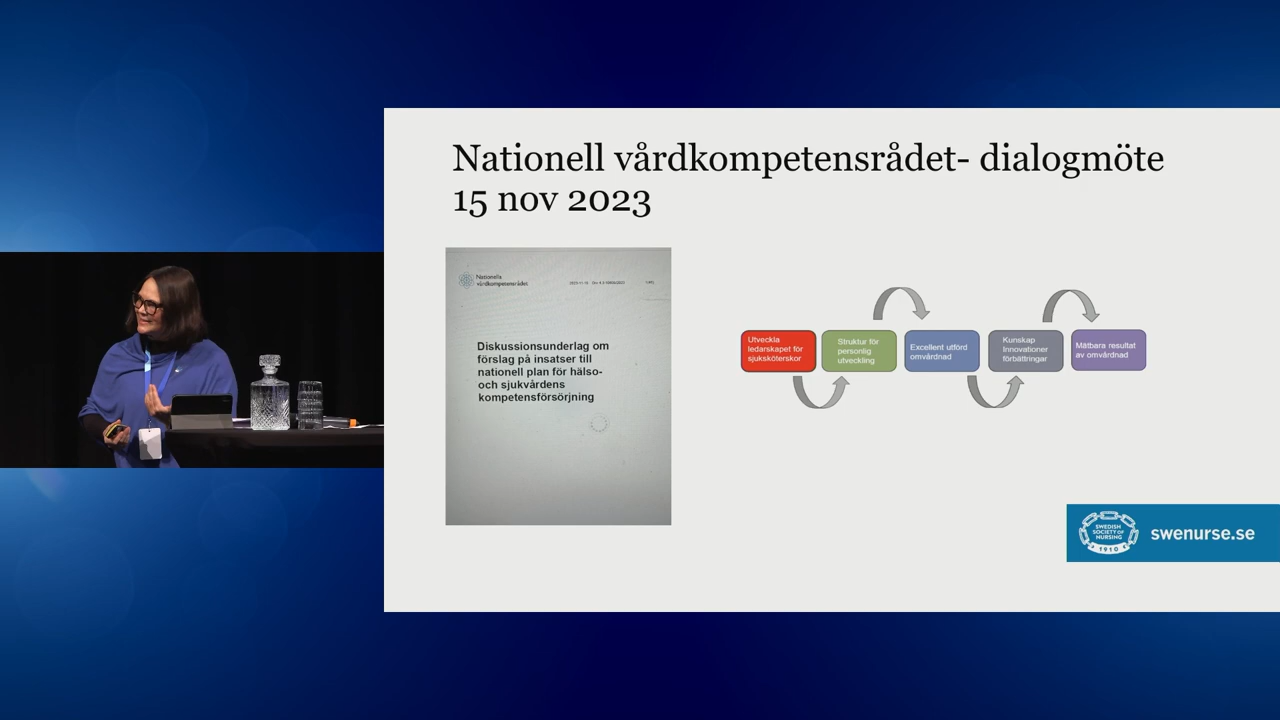 Nationell vårdkompetensrådet- dialogmöte
15 nov 2023
Nationella
vårdkompetensrådet
Diskussionsunderlag om
förslag på insatser till
nationell plan för hälso-
och sjukvårdens
kompetensförsörjning
Utveckla
ledarskapet för
sjuksköterskor
Struktur för
personlig
utveckling
Excellent utförd
omvårdnad
Kunskap
Innovationer
förbättringar
Mätbara resultat
av omvårdnad
SWEDISH
SOCIETY OF
NURSING
1910
swenurse.se